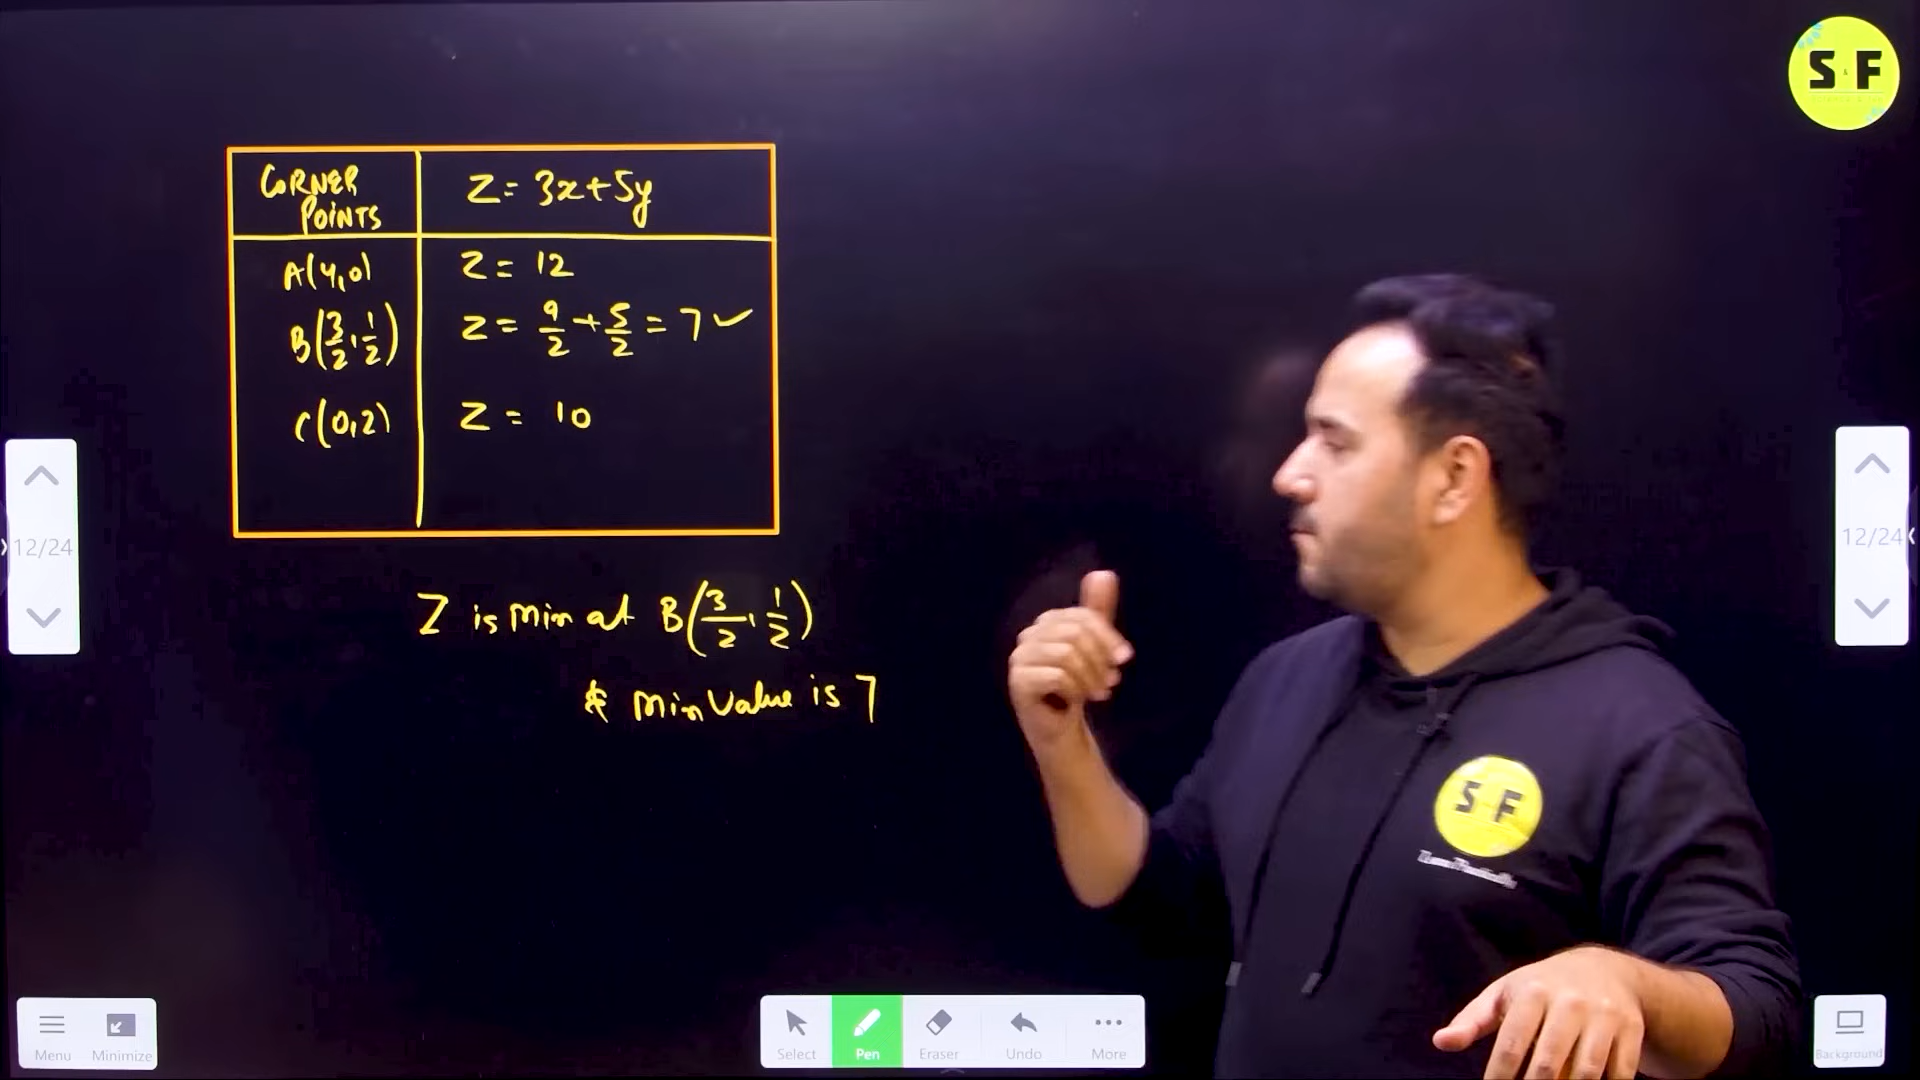 S&F
CORNER POINTS
Z = 3x+5y
A(4,0)
Z = 12
B(3/2, 1/2)
Z = 9/2 + 5/2 = 7 ✓
C(0,2)
Z = 10
Z is Min at B(3/2, 1/2)
& Min Value is 7
12/24
12/24
S F
Menu
Minimize
Select
Pen
Eraser
Undo
More
Background